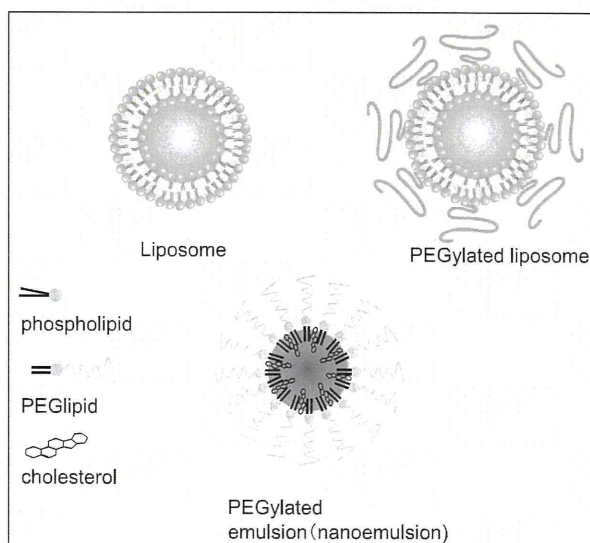 Liposome
PEGylated liposome
phospholipid
PEGlipid
cholesterol
PEGylated
emulsion(nanoemulsion)